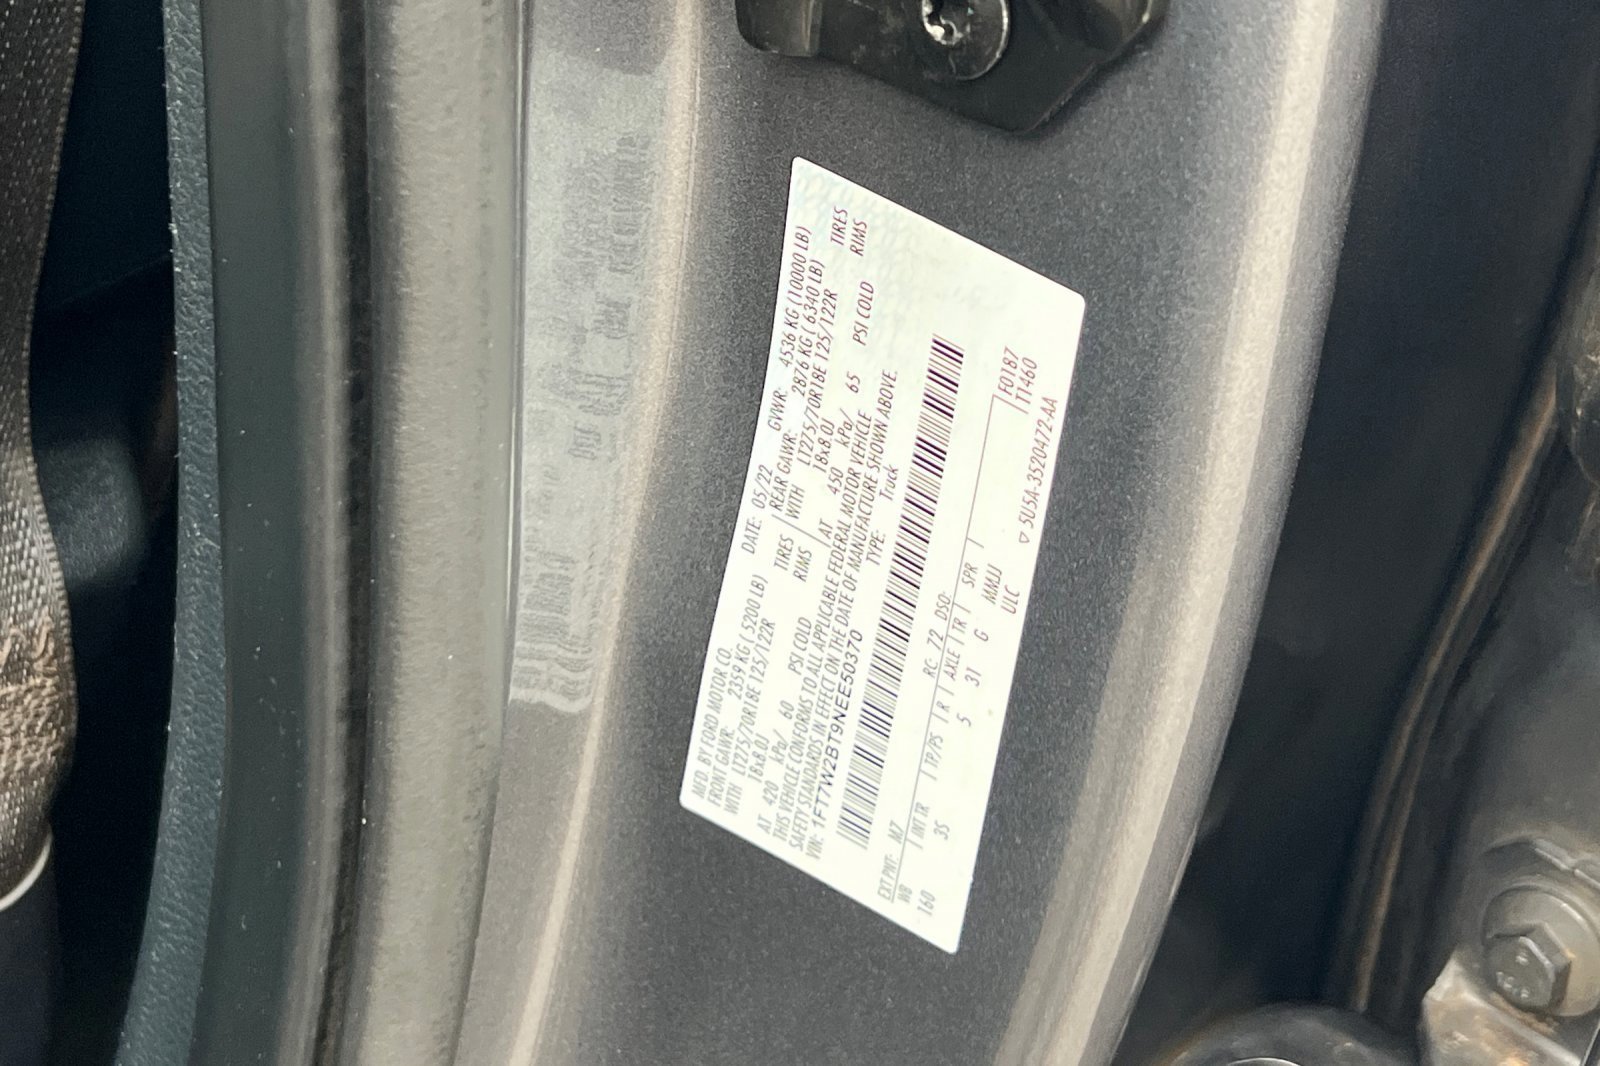 MFD. BY FORD MOTOR CO. DATE: 05/22 GVWR: 4536 KG (10000 LB)
FRONT GAWR: 2359 KG ( 5200 LB) REAR GAWR: 2876 KG ( 6340 LB)
WITH LT275/70R18E 125/122R TIRES WITH LT275/70R18E 125/122R TIRES
18x8.0J RIMS 18x8.0J RIMS
AT 420 kPa/ 60 PSI COLD AT 450 kPa/ 65 PSI COLD
THIS VEHICLE CONFORMS TO ALL APPLICABLE FEDERAL MOTOR VEHICLE
SAFETY STANDARDS IN EFFECT ON THE DATE OF MANUFACTURE SHOWN ABOVE.
VIN: 1FT7W2BT9NEE50370 TYPE: Truck
EXT PNT: M7 RC: 72 DSO:
WB INT TR TP/PS R AXLE TR SPR F0187
160 3S 5 31 G MMJJ T1460
ULC ▽ 5U5A-3520472-AA